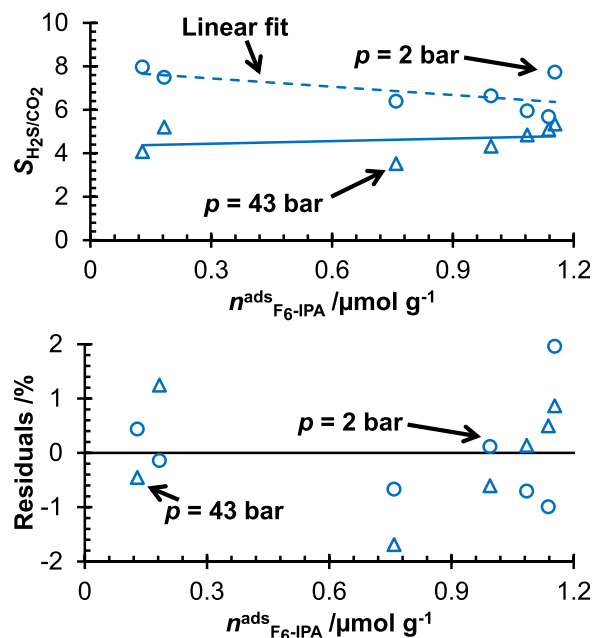 Linear fit
p = 2 bar
10
8
6
4
2
0
S_H2S/CO2
p = 43 bar
0 0.3 0.6 0.9 1.2
n^ads_F6-IPA /µmol g^-1
2
1
0
-1
-2
Residuals /%
p = 2 bar
p = 43 bar
0 0.3 0.6 0.9 1.2
n^ads_F6-IPA /µmol g^-1